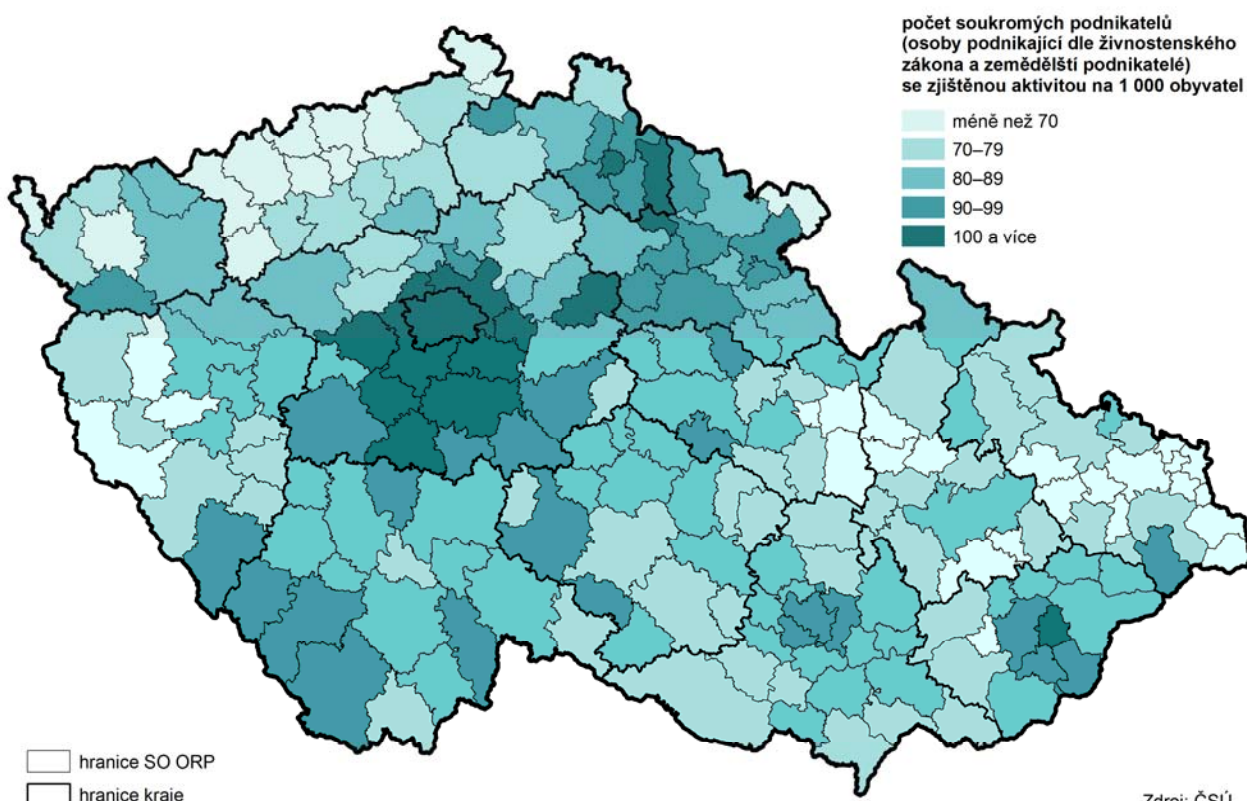 počet soukromých podnikatelů
(osoby podnikající dle živnostenského
zákona a zemědělští podnikatelé)
se zjištěnou aktivitou na 1 000 obyvatel
méně než 70
70–79
80–89
90–99
100 a více
hranice SO ORP
hranice kraje
Zdroj: ČSÚ